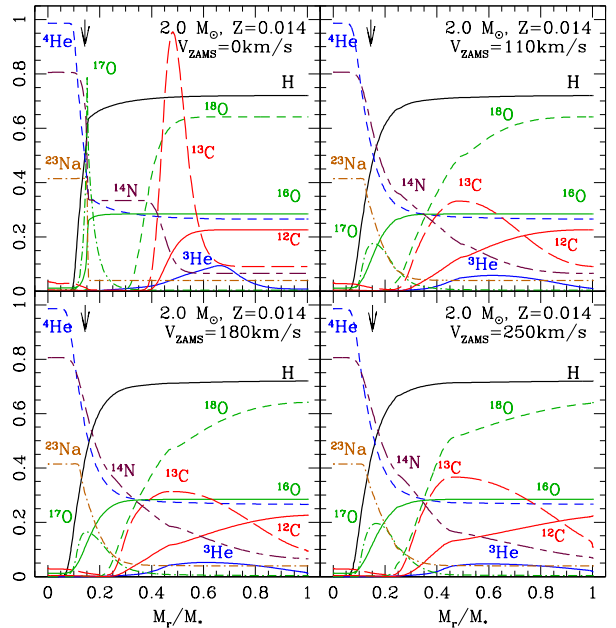 2.0 M⊙, Z=0.014
V_ZAMS=0km/s
⁴He
¹⁷O
H
¹⁸O
²³Na
¹⁴N
¹³C
¹⁶O
¹²C
³He
2.0 M⊙, Z=0.014
V_ZAMS=110km/s
⁴He
H
¹⁸O
²³Na
¹⁴N
¹³C
¹⁶O
¹⁷O
¹²C
³He
2.0 M⊙, Z=0.014
V_ZAMS=180km/s
⁴He
H
¹⁸O
²³Na
¹⁴N
¹³C
¹⁶O
¹⁷O
¹²C
³He
2.0 M⊙, Z=0.014
V_ZAMS=250km/s
⁴He
H
¹⁸O
²³Na
¹⁴N
¹³C
¹⁶O
¹⁷O
¹²C
³He
1
0.8
0.6
0.4
0.2
0
1
0.8
0.6
0.4
0.2
0
0 0.2 0.4 0.6 0.8 1
0 0.2 0.4 0.6 0.8 1
M_r/M_*
M_r/M_*